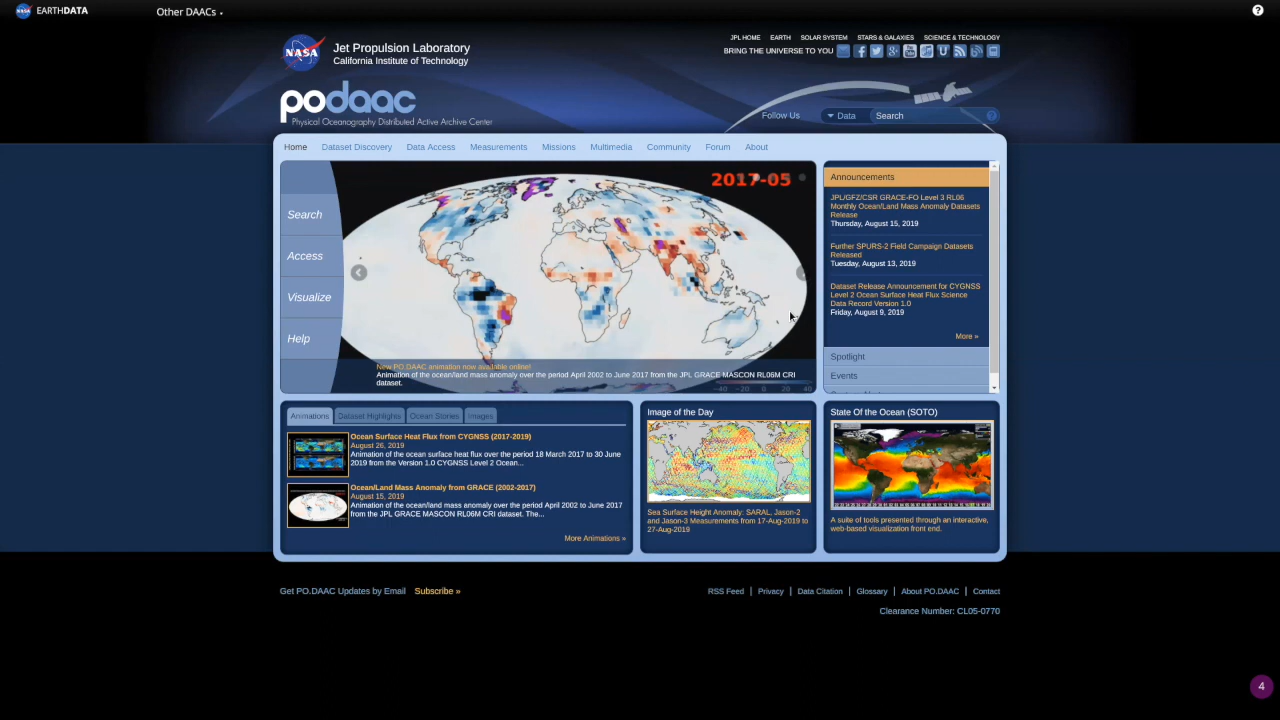 EARTHDATA
Other DAACs
?
NASA
Jet Propulsion Laboratory
California Institute of Technology
JPL HOME EARTH SOLAR SYSTEM STARS & GALAXIES SCIENCE & TECHNOLOGY
BRING THE UNIVERSE TO YOU
podaac
Physical Oceanography Distributed Active Archive Center
Follow Us
Data
Search
Home Dataset Discovery Data Access Measurements Missions Multimedia Community Forum About
Search
Access
Visualize
Help
2017-05
New PO.DAAC animation now available online!
Animation of the ocean/land mass anomaly over the period April 2002 to June 2017 from the JPL GRACE MASCON RL06M CRI
dataset.
-40 -20 0 20 40
Announcements
JPL/GFZ/CSR GRACE-FO Level 3 RL06
Monthly Ocean/Land Mass Anomaly Datasets
Release
Thursday, August 15, 2019
Further SPURS-2 Field Campaign Datasets
Released
Tuesday, August 13, 2019
Dataset Release Announcement for CYGNSS
Level 2 Ocean Surface Heat Flux Science
Data Record Version 1.0
Friday, August 9, 2019
More »
Spotlight
Events
Animations Dataset Highlights Ocean Stories Images
Ocean Surface Heat Flux from CYGNSS (2017-2019)
August 26, 2019
Animation of the ocean surface heat flux over the period 18 March 2017 to 30 June
2019 from the Version 1.0 CYGNSS Level 2 Ocean...
Ocean/Land Mass Anomaly from GRACE (2002-2017)
August 15, 2019
Animation of the ocean/land mass anomaly over the period April 2002 to June 2017
from the JPL GRACE MASCON RL06M CRI dataset. The...
More Animations »
Image of the Day
Sea Surface Height Anomaly: SARAL, Jason-2
and Jason-3 Measurements from 17-Aug-2019 to
27-Aug-2019
State Of the Ocean (SOTO)
A suite of tools presented through an interactive,
web-based visualization front end.
Get PO.DAAC Updates by Email Subscribe »
RSS Feed | Privacy | Data Citation | Glossary | About PO.DAAC | Contact
Clearance Number: CL05-0770
4